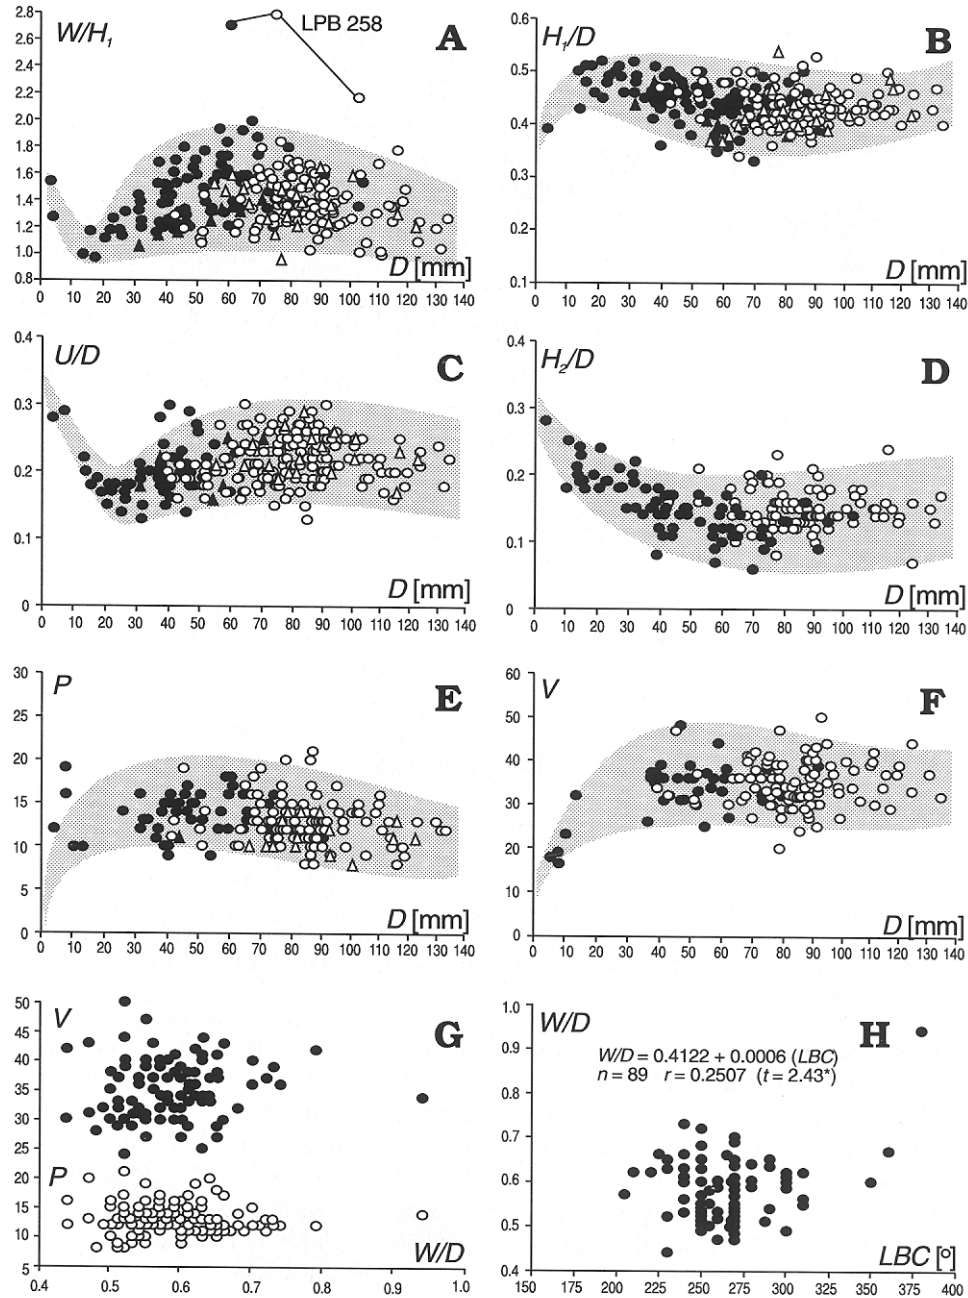 W/H1
LPB 258
A
2.8
2.6
2.4
2.2
2.0
1.8
1.6
1.4
1.2
1.0
0.8
D [mm]
0 10 20 30 40 50 60 70 80 90 100 110 120 130 140
H1/D
B
0.6
0.5
0.4
0.3
0.2
0.1
D [mm]
0 10 20 30 40 50 60 70 80 90 100 110 120 130 140
U/D
C
0.4
0.3
0.2
0.1
0
D [mm]
0 10 20 30 40 50 60 70 80 90 100 110 120 130 140
H2/D
D
0.4
0.3
0.2
0.1
0
D [mm]
0 10 20 30 40 50 60 70 80 90 100 110 120 130 140
P
E
30
25
20
15
10
5
0
D [mm]
0 10 20 30 40 50 60 70 80 90 100 110 120 130 140
V
F
60
50
40
30
20
10
0
D [mm]
0 10 20 30 40 50 60 70 80 90 100 110 120 130 140
V
G
50
45
40
35
30
25
20
15
10
5
P
W/D
0.4 0.5 0.6 0.7 0.8 0.9 1.0
W/D
H
W/D = 0.4122 + 0.0006 (LBC)
n = 89 r = 0.2507 (t = 2.43*)
1.0
0.9
0.8
0.7
0.6
0.5
0.4
LBC [°]
150 175 200 225 250 275 300 325 350 375 400